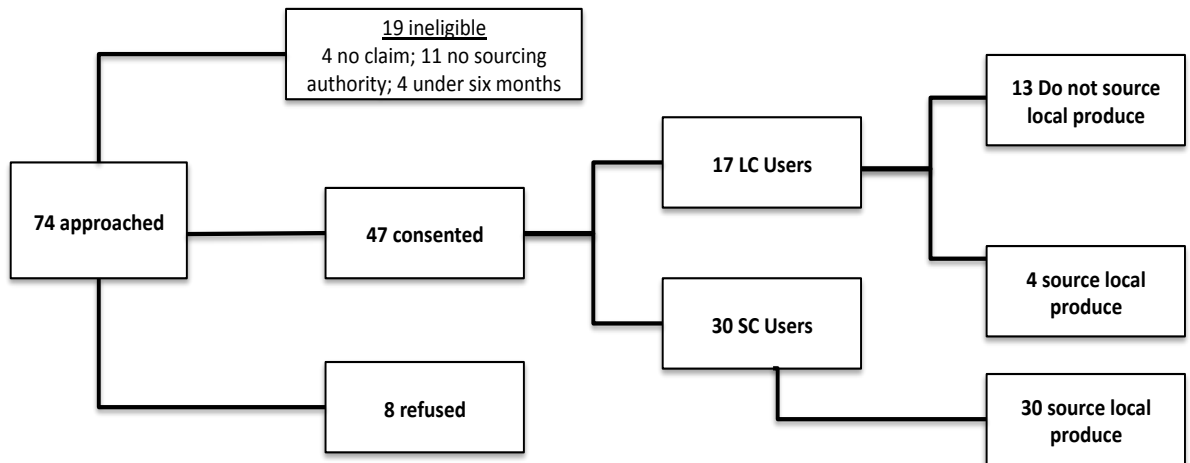 19 ineligible
4 no claim; 11 no sourcing
authority; 4 under six months
13 Do not source
local produce
17 LC Users
74 approached
47 consented
4 source local
produce
30 SC Users
8 refused
30 source local
produce